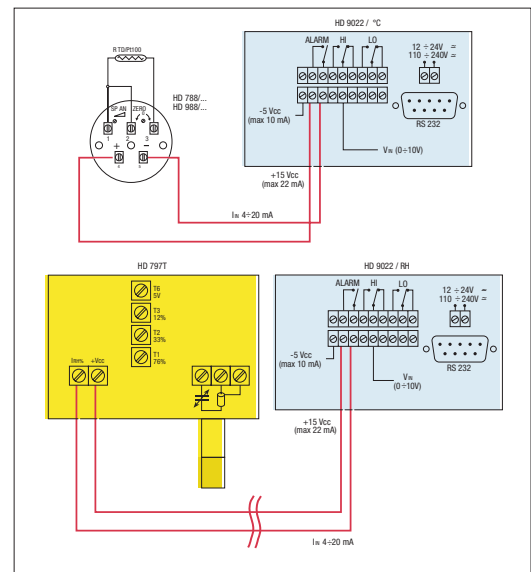 HD 9022 / °C
R TD/Pt100
ALARM HI LO
12 ÷ 24V =
110 ÷ 240V =
HD 788/...
HD 988/...
SP AN ZERO
1 2 3
+ −
-5 Vcc
(max 10 mA)
RS 232
VIN (0÷10V)
+15 Vcc
(max 22 mA)
IIN 4÷20 mA
HD 797T
HD 9022 / RH
T6
5V
T3
12%
T2
33%
T1
76%
ALARM HI LO
12 ÷ 24V =
110 ÷ 240V =
-5 Vcc
(max 10 mA)
RS 232
VIN
(0÷10V)
+Vcc
+15 Vcc
(max 22 mA)
IIN 4÷20 mA